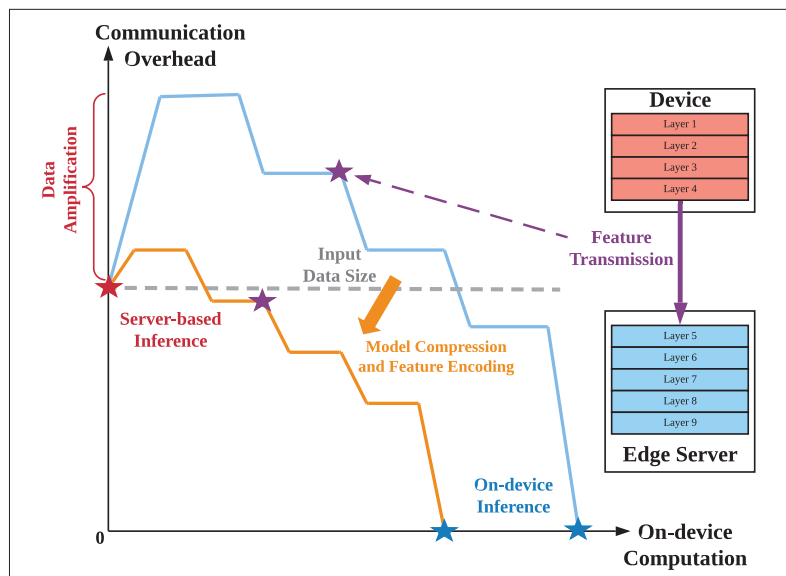 Communication
Overhead
Data
Amplification
Device
Layer 1
Layer 2
Layer 3
Layer 4
Feature
Transmission
Input
Data Size
Server-based
Inference
Model Compression
and Feature Encoding
Layer 5
Layer 6
Layer 7
Layer 8
Layer 9
Edge Server
On-device
Inference
0
On-device
Computation